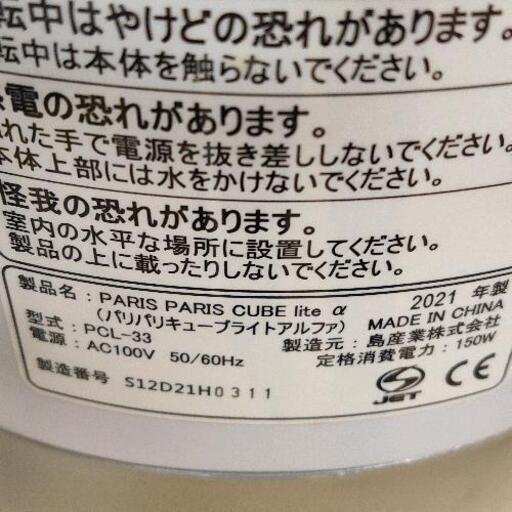 転中はやけどの恐れがあります。
転中は本体を触らないでください。
電の恐れがあります。
れた手で電源を抜き差ししないでください。
本体上部には水をかけないでください。
怪我の恐れがあります。
室内の水平な場所に設置してください。
製品の上に載ったりしないでください。
製品名：PARIS PARIS CUBE lite α 2021 年製
（パリパリキューブライトアルファ） MADE IN CHINA
型式：PCL-33 製造元：島産業株式会社
電源：AC100V 50/60Hz 定格消費電力：150W
製造番号 S12D21H0311
JET CE